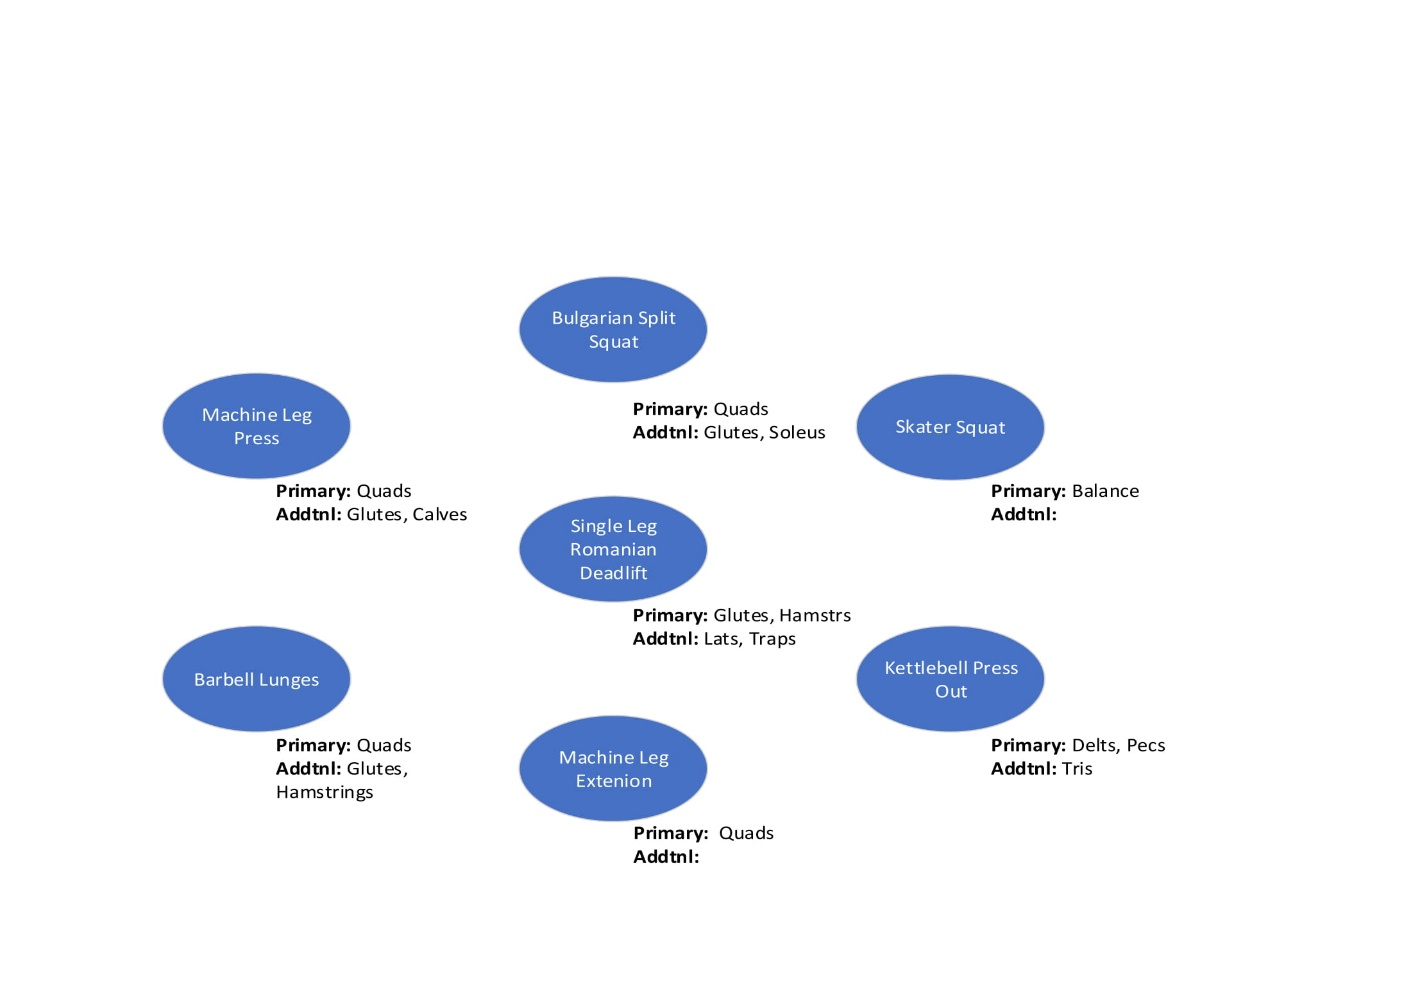 Bulgarian Split
Squat
Primary: Quads
Addtnl: Glutes, Soleus
Machine Leg
Press
Primary: Quads
Addtnl: Glutes, Calves
Skater Squat
Primary: Balance
Addtnl:
Single Leg
Romanian
Deadlift
Primary: Glutes, Hamstrs
Addtnl: Lats, Traps
Barbell Lunges
Primary: Quads
Addtnl: Glutes,
Hamstrings
Kettlebell Press
Out
Primary: Delts, Pecs
Addtnl: Tris
Machine Leg
Extenion
Primary: Quads
Addtnl: